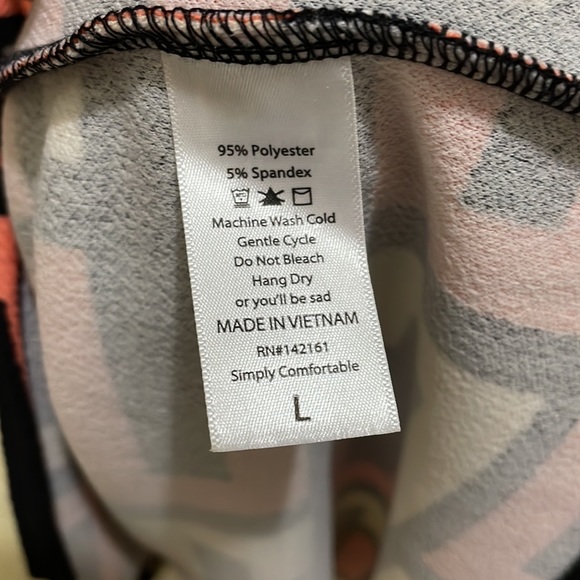 95% Polyester
5% Spandex
Machine Wash Cold
Gentle Cycle
Do Not Bleach
Hang Dry
or you'll be sad
MADE IN VIETNAM
RN#142161
Simply Comfortable
L